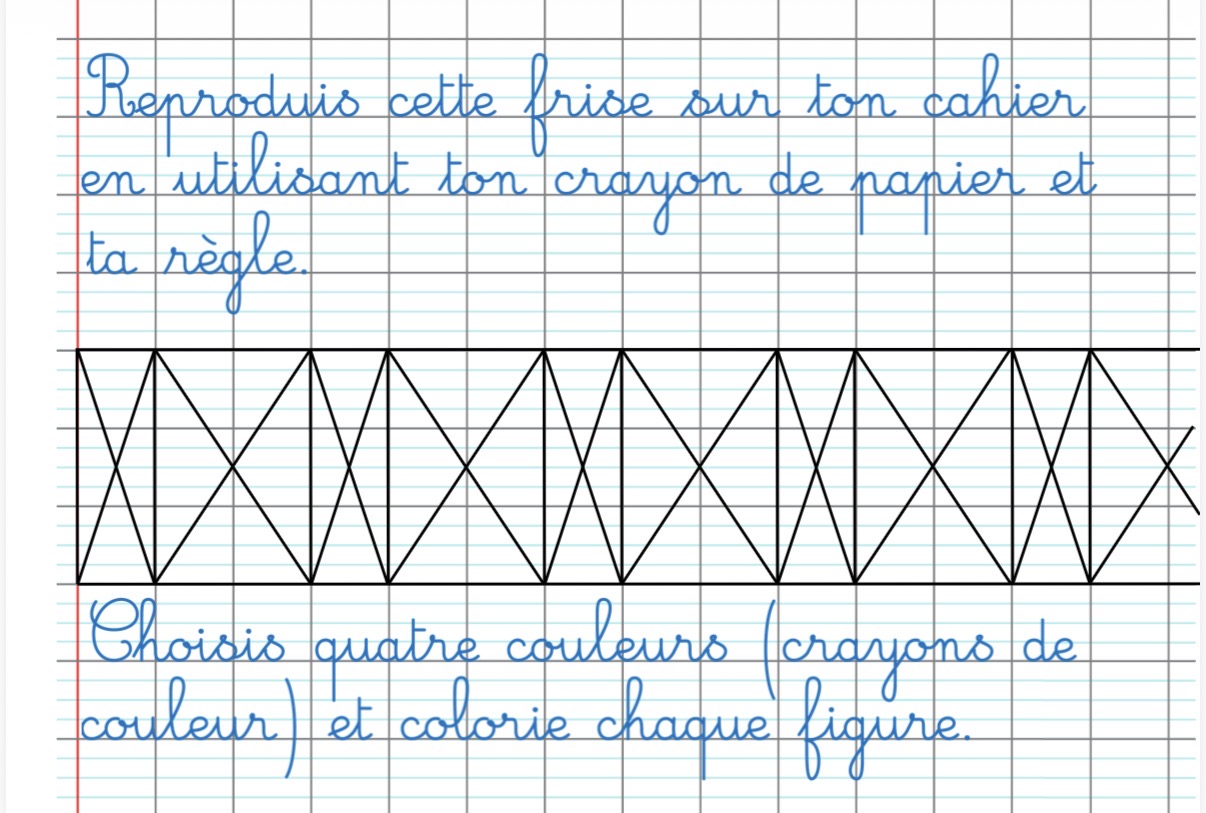 Reproduis cette frise sur ton cahier
en utilisant ton crayon de papier et
ta règle.
Choisis quatre couleurs (crayons de
couleur) et colorie chaque figure.